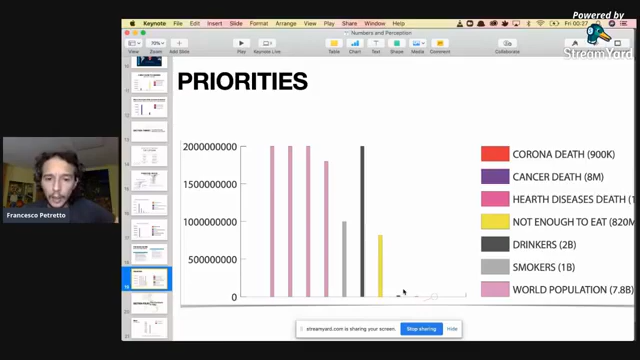 Powered by
StreamYard
Keynote File Edit Insert Slide Format Arrange View Play Share Window Help
Fri 00:27
Numbers and Perception
View
Zoom
Play
Keynote Live
Table
Chart
Text
Shape
Media
Comment
Collaborate
PRIORITIES
2000000000
1500000000
1000000000
500000000
0
CORONA DEATH (900K)
CANCER DEATH (8M)
HEARTH DISEASES DEATH (1
NOT ENOUGH TO EAT (820M
DRINKERS (2B)
SMOKERS (1B)
WORLD POPULATION (7.8B)
Francesco Petretto
streamyard.com is sharing your screen.
Stop sharing
Hide